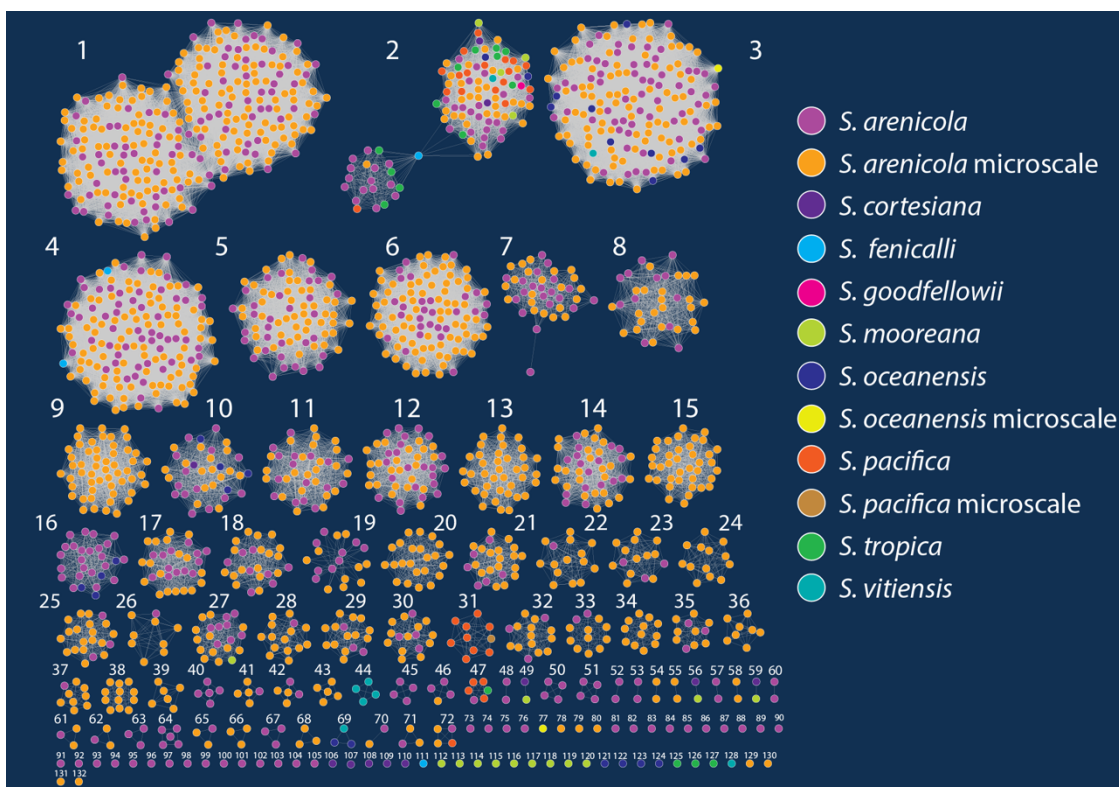 1 2 3
4 5 6 7 8
9 10 11 12 13 14 15
16 17 18 19 20 21 22 23 24
25 26 27 28 29 30 31 32 33 34 35 36
37 38 39 40 41 42 43 44 45 46 47 48 49 50 51 52 53 54 55 56 57 58 59 60
61 62 63 64 65 66 67 68 69 70 71 72 73 74 75 76 77 78 79 80 81 82 83 84 85 86 87 88 89 90
91 92 93 94 95 96 97 98 99 100 101 102 103 104 105 106 107 108 109 110 111 112 113 114 115 116 117 118 119 120 121 122 123 124 125 126 127 128 129 130
131 132
S. arenicola
S. arenicola microscale
S. cortesiana
S. fenicalli
S. goodfellowii
S. mooreana
S. oceanensis
S. oceanensis microscale
S. pacifica
S. pacifica microscale
S. tropica
S. vitiensis